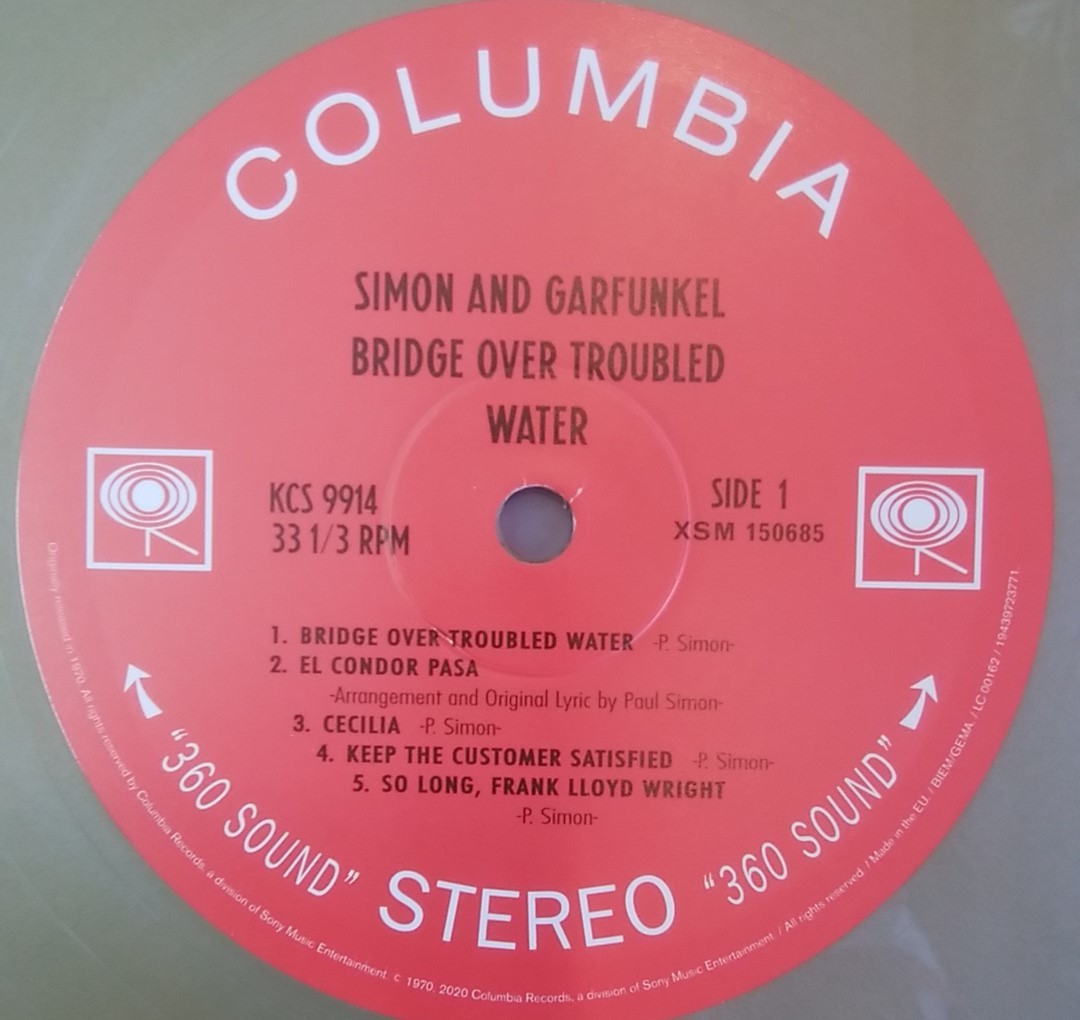 COLUMBIA
SIMON AND GARFUNKEL
BRIDGE OVER TROUBLED
WATER
KCS 9914
33 1/3 RPM
SIDE 1
XSM 150685
1. BRIDGE OVER TROUBLED WATER -P. Simon-
2. EL CONDOR PASA
-Arrangement and Original Lyric by Paul Simon-
3. CECILIA -P. Simon-
4. KEEP THE CUSTOMER SATISFIED -P. Simon-
5. SO LONG, FRANK LLOYD WRIGHT
-P. Simon-
"360 SOUND" STEREO "360 SOUND"
Originally released in 1970. All rights reserved by Columbia Records, a division of Sony Music Entertainment. c 1970, 2020 Columbia Records, a division of Sony Music Entertainment. / All rights reserved. / Made in the EU. / BIEM/GEMA. / LC 00162 / 19439723771